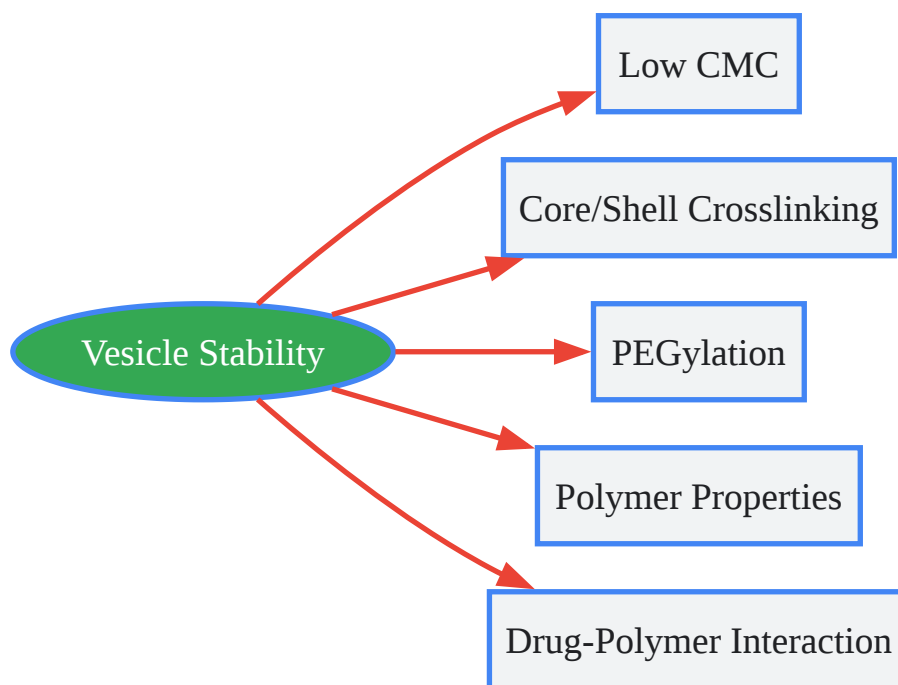 Low CMC
Core/Shell Crosslinking
Vesicle Stability
PEGylation
Polymer Properties
Drug-Polymer Interaction